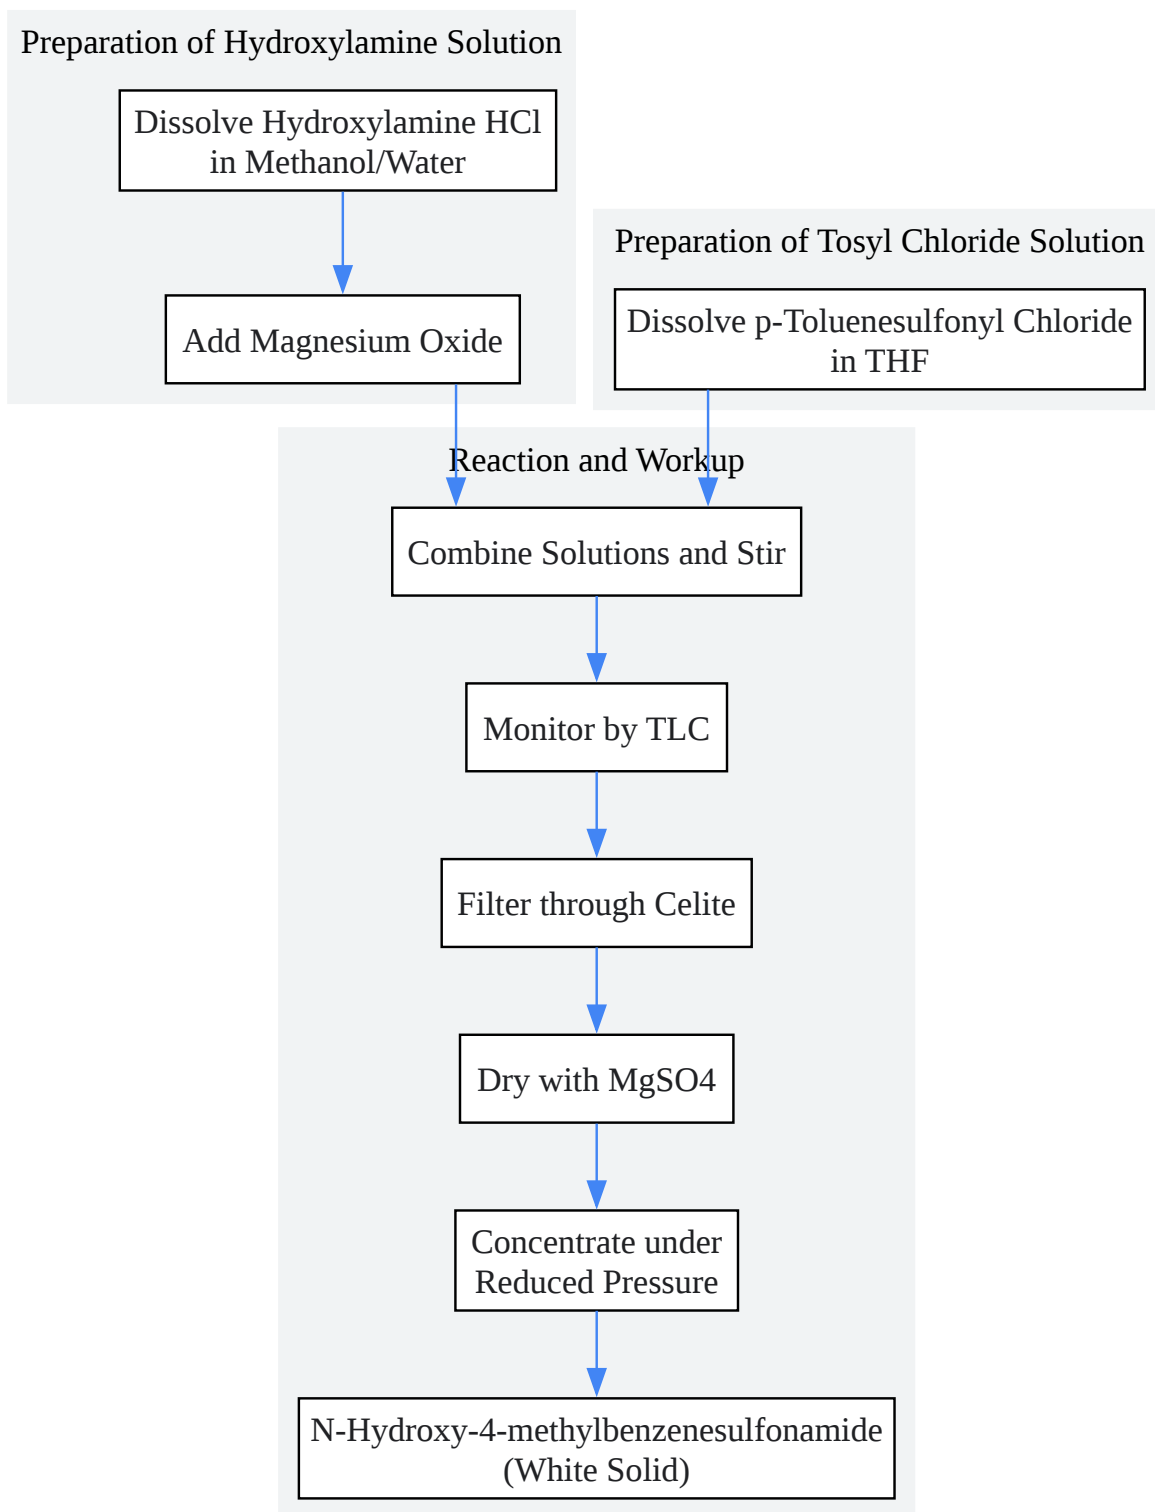 Preparation of Hydroxylamine Solution
Dissolve Hydroxylamine HCl
in Methanol/Water
Add Magnesium Oxide
Preparation of Tosyl Chloride Solution
Dissolve p-Toluenesulfonyl Chloride
in THF
Reaction and Workup
Combine Solutions and Stir
Monitor by TLC
Filter through Celite
Dry with MgSO4
Concentrate under
Reduced Pressure
N-Hydroxy-4-methylbenzenesulfonamide
(White Solid)